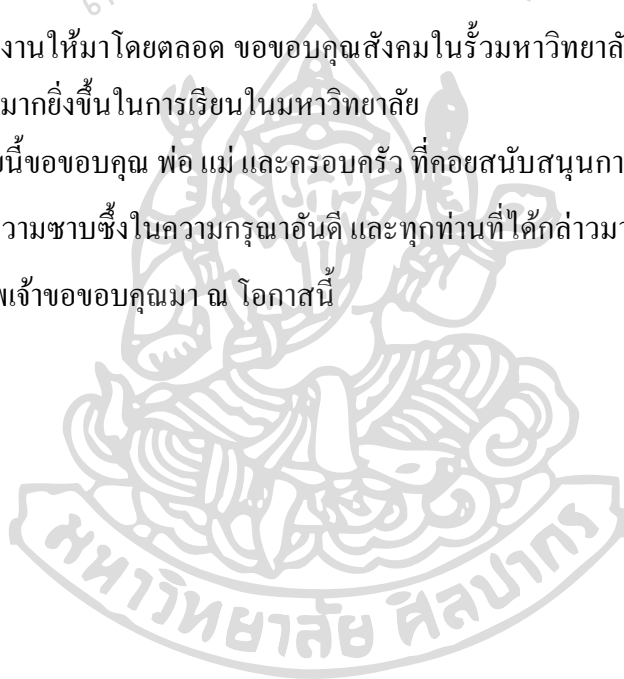 งานให้มาโดยตลอด ขอขอบคุณสังคมในรั้วมหาวิทยาลั
มากยิ่งขึ้นในการเรียนในมหาวิทยาลัย
นี้ขอขอบคุณ พ่อ แม่ และครอบครัว ที่คอยสนับสนุนกา
วามซาบซึ้งในความกรุณาอันดี และทุกท่านที่ได้กล่าวมา
พเจ้าขอขอบคุณมา ณ โอกาสนี้
มหาวิทยาลัย ศิลปากร